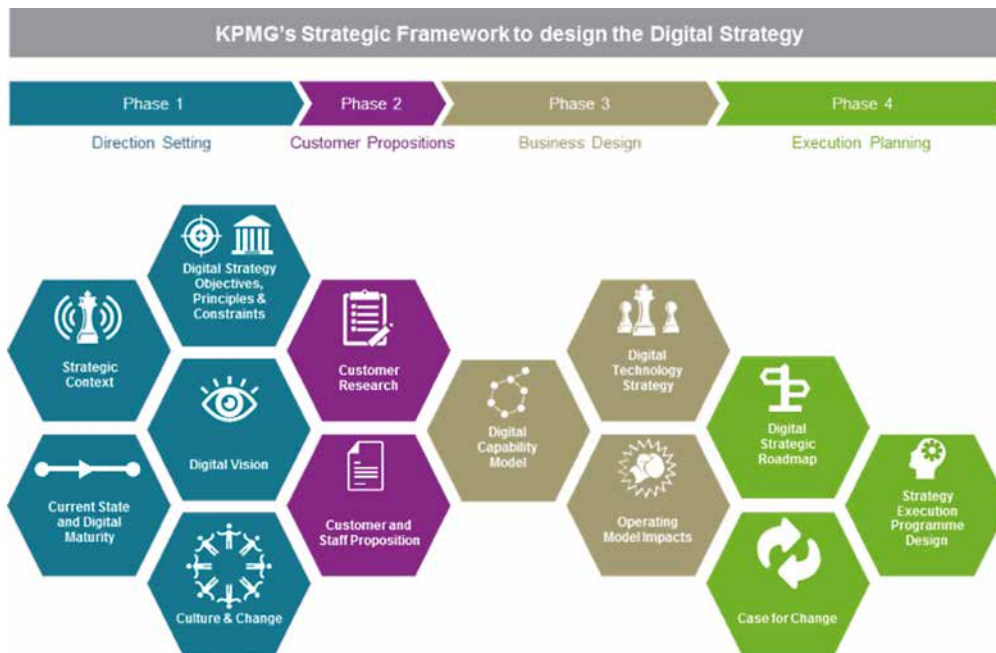 KPMG's Strategic Framework to design the Digital Strategy
Phase 1
Phase 2
Phase 3
Phase 4
Direction Setting
Customer Propositions
Business Design
Execution Planning
Strategic
Context
Current State
and Digital
Maturity
Digital Strategy
Objectives,
Principles &
Constraints
Digital Vision
Culture & Change
Customer
Research
Customer and
Staff Proposition
Digital
Capability
Model
Digital
Technology
Strategy
Operating
Model Impacts
Digital
Strategic
Roadmap
Case for Change
Strategy
Execution
Programme
Design